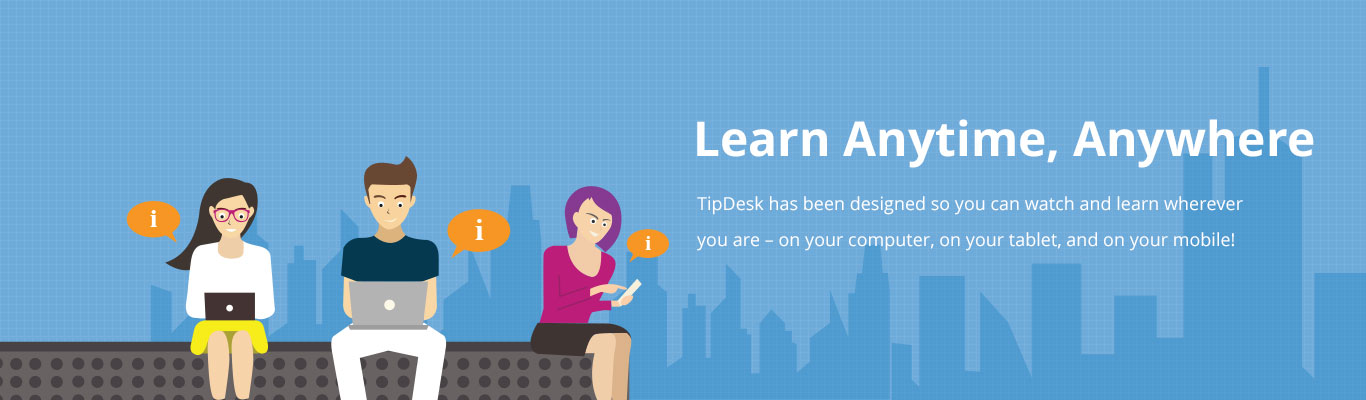 Learn Anytime, Anywhere
TipDesk has been designed so you can watch and learn wherever
you are – on your computer, on your tablet, and on your mobile!
i
i
i